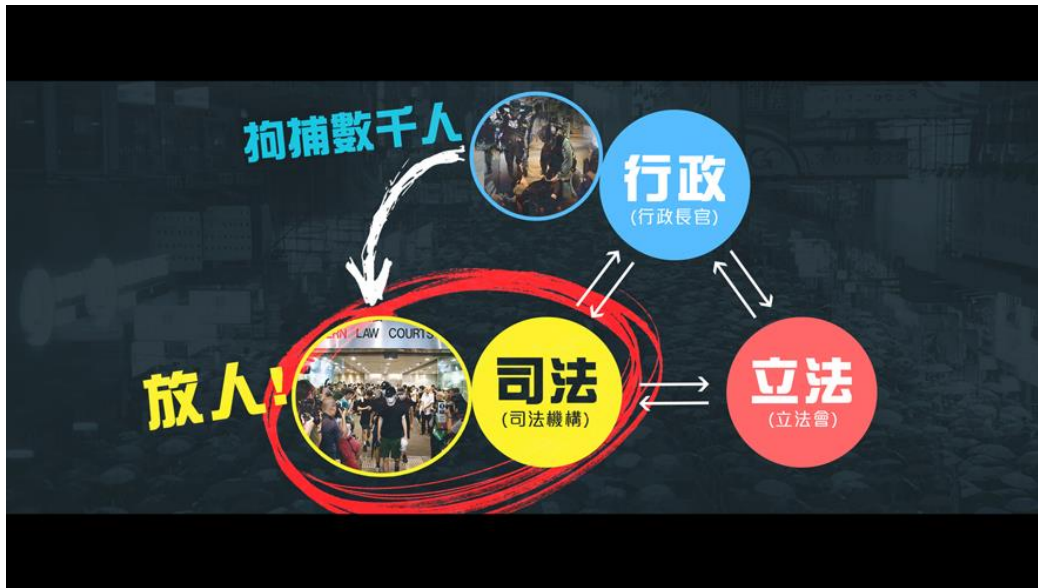 拘捕數千人
行政
(行政長官)
放人!
ERN LAW COURTS
司法
(司法機構)
立法
(立法會)